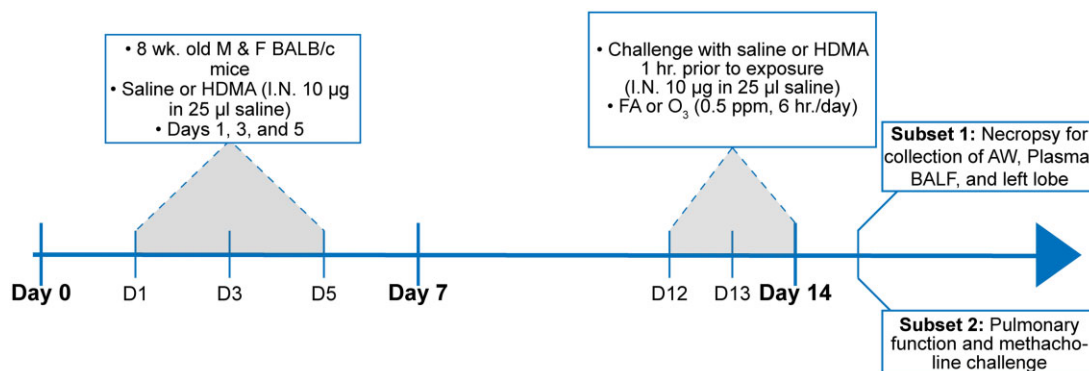 • 8 wk. old M & F BALB/c
mice
• Saline or HDMA (I.N. 10 µg
in 25 µl saline)
• Days 1, 3, and 5
• Challenge with saline or HDMA
1 hr. prior to exposure
(I.N. 10 µg in 25 µl saline)
• FA or O₃ (0.5 ppm, 6 hr./day)
Subset 1: Necropsy for
collection of AW, Plasma
BALF, and left lobe
Day 0
D1
D3
D5
Day 7
D12
D13
Day 14
Subset 2: Pulmonary
function and methacho-
line challenge